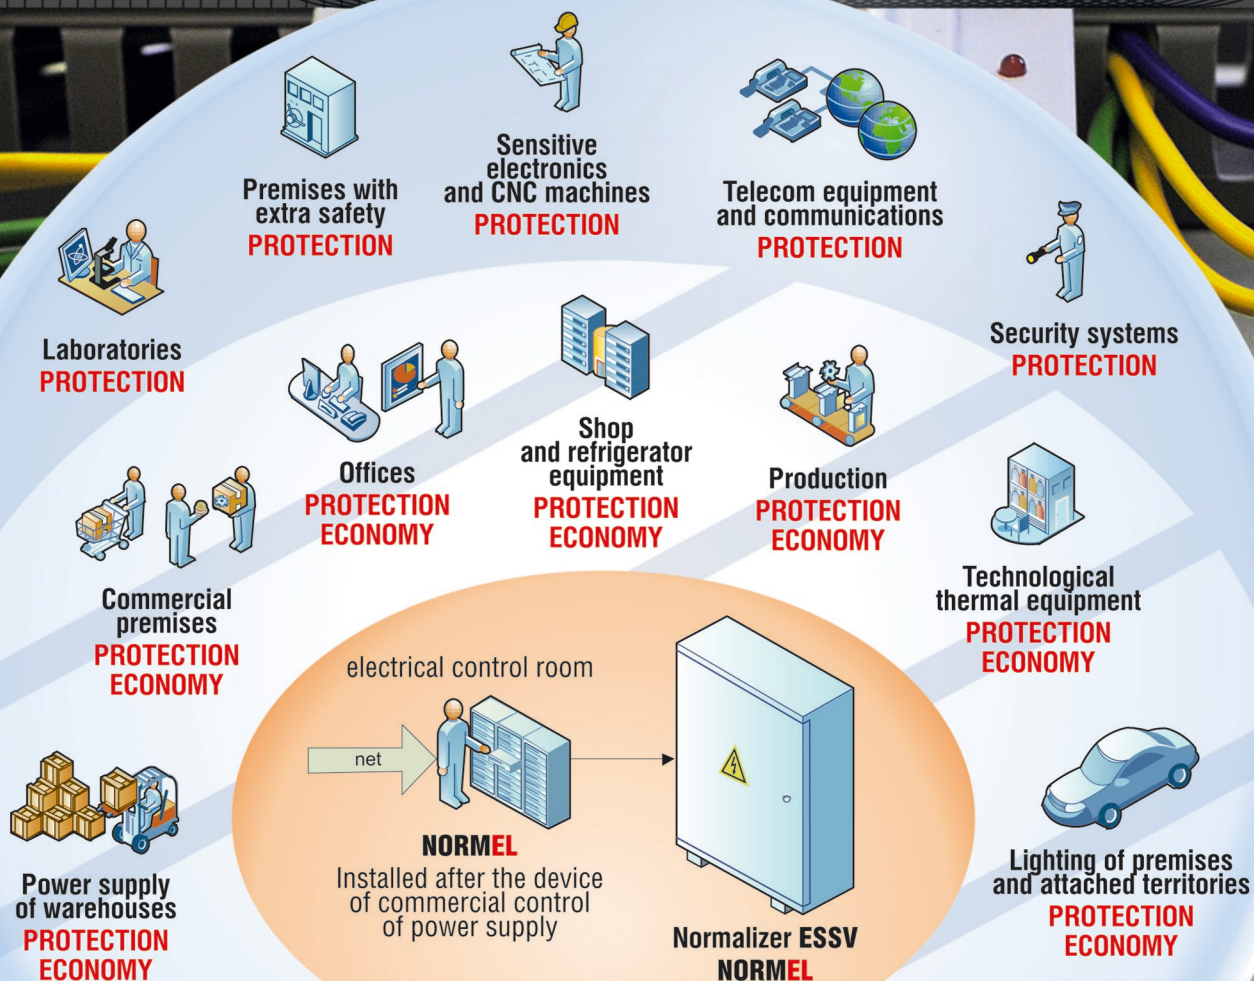 Sensitive
electronics
and CNC machines
PROTECTION
Premises with
extra safety
PROTECTION
Telecom equipment
and communications
PROTECTION
Laboratories
PROTECTION
Security systems
PROTECTION
Offices
PROTECTION
ECONOMY
Shop
and refrigerator
equipment
PROTECTION
ECONOMY
Production
PROTECTION
ECONOMY
Commercial
premises
PROTECTION
ECONOMY
Technological
thermal equipment
PROTECTION
ECONOMY
electrical control room
net
NORMEL
Installed after the device
of commercial control
of power supply
Normalizer ESSV
NORMEL
Power supply
of warehouses
PROTECTION
ECONOMY
Lighting of premises
and attached territories
PROTECTION
ECONOMY